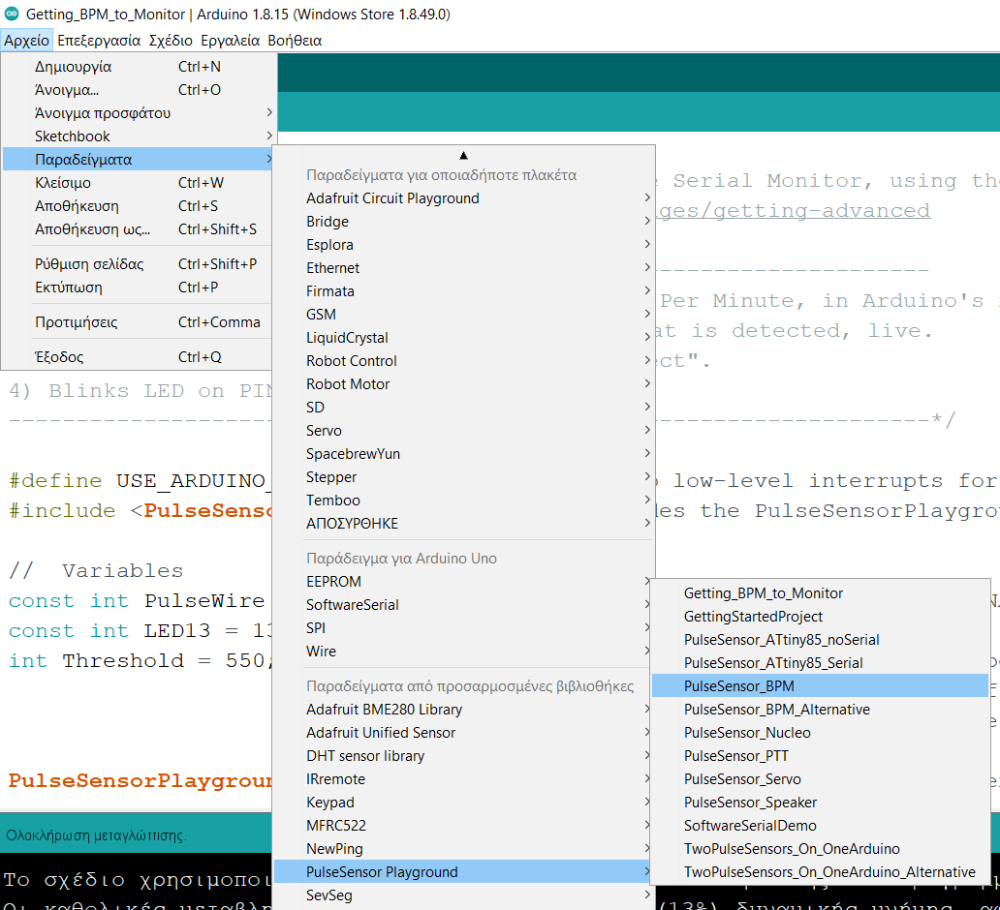 Getting_BPM_to_Monitor | Arduino 1.8.15 (Windows Store 1.8.49.0)
Αρχείο Επεξεργασία Σχέδιο Εργαλεία Βοήθεια
Δημιουργία Ctrl+N
Άνοιγμα... Ctrl+O
Άνοιγμα προσφάτου
Sketchbook
Παραδείγματα
Κλείσιμο Ctrl+W
Αποθήκευση Ctrl+S
Αποθήκευση ως... Ctrl+Shift+S
Ρύθμιση σελίδας Ctrl+Shift+P
Εκτύπωση Ctrl+P
Προτιμήσεις Ctrl+Comma
Έξοδος Ctrl+Q
Παραδείγματα για οποιαδήποτε πλακέτα
Adafruit Circuit Playground
Bridge
Esplora
Ethernet
Firmata
GSM
LiquidCrystal
Robot Control
Robot Motor
SD
Servo
SpacebrewYun
Stepper
Temboo
ΑΠΟΣΥΡΘΗΚΕ
Παράδειγμα για Arduino Uno
EEPROM
SoftwareSerial
SPI
Wire
Παραδείγματα από προσαρμοσμένες βιβλιοθήκες
Adafruit BME280 Library
Adafruit Unified Sensor
DHT sensor library
IRremote
Keypad
MFRC522
NewPing
PulseSensor Playground
SevSeg
Getting_BPM_to_Monitor
GettingStartedProject
PulseSensor_ATtiny85_noSerial
PulseSensor_ATtiny85_Serial
PulseSensor_BPM
PulseSensor_BPM_Alternative
PulseSensor_Nucleo
PulseSensor_PTT
PulseSensor_Servo
PulseSensor_Speaker
SoftwareSerialDemo
TwoPulseSensors_On_OneArduino
TwoPulseSensors_On_OneArduino_Alternative
Serial Monitor, using
ges/getting-advanced
--------------------
Per Minute, in Arduino's
at is detected, live.
ect".
4) Blinks LED on PIN
--------------------*/
#define USE_ARDUINO_ low-level interrupts for
#include <PulseSenso des the PulseSensorPlaygro
// Variables
const int PulseWire
const int LED13 = 13
int Threshold = 550;
PulseSensorPlaygroun
Ολοκλήρωση μεταγλώττισης.
Το σχέδιο χρησιμοποι
(13%) δυναμικής μνήμης,